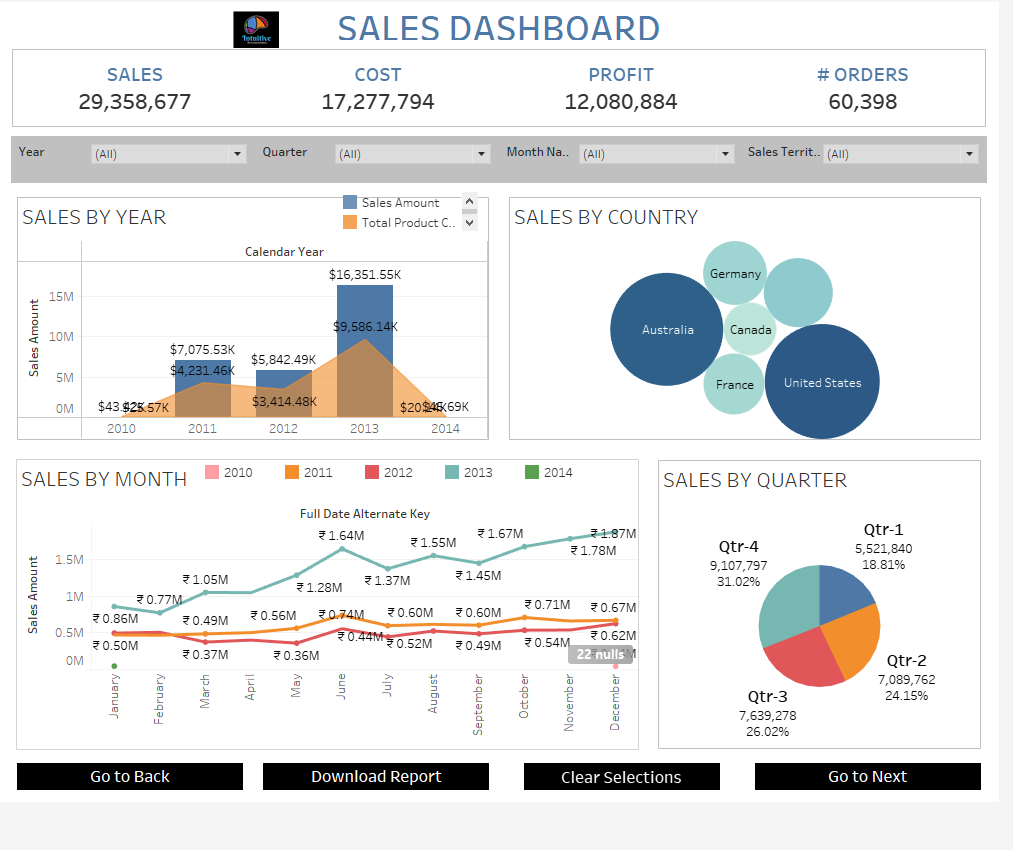 Intuitive
SALES DASHBOARD
SALES
29,358,677
COST
17,277,794
PROFIT
12,080,884
# ORDERS
60,398
Year
(All)
Quarter
(All)
Month Na..
(All)
Sales Territ..
(All)
SALES BY YEAR
Sales Amount
Total Product C..
Calendar Year
Sales Amount
15M
10M
5M
0M
$16,351.55K
$9,586.14K
$7,075.53K
$4,231.46K
$5,842.49K
$3,414.48K
2010
2011
2012
2013
2014
SALES BY COUNTRY
Germany
Australia
Canada
France
United States
SALES BY MONTH
2010
2011
2012
2013
2014
Full Date Alternate Key
Sales Amount
1.5M
1M
0.5M
0M
₹ 0.86M
₹ 0.77M
₹ 1.05M
₹ 1.28M
₹ 1.64M
₹ 1.37M
₹ 1.55M
₹ 1.45M
₹ 1.67M
₹ 1.78M
₹ 1.87M
₹ 0.50M
₹ 0.49M
₹ 0.37M
₹ 0.56M
₹ 0.36M
₹ 0.74M
₹ 0.44M
₹ 0.60M
₹ 0.52M
₹ 0.60M
₹ 0.49M
₹ 0.71M
₹ 0.54M
₹ 0.67M
₹ 0.62M
22 nulls
January
February
March
April
May
June
July
August
September
October
November
December
SALES BY QUARTER
Qtr-1
5,521,840
18.81%
Qtr-2
7,089,762
24.15%
Qtr-3
7,639,278
26.02%
Qtr-4
9,107,797
31.02%
Go to Back
Download Report
Clear Selections
Go to Next